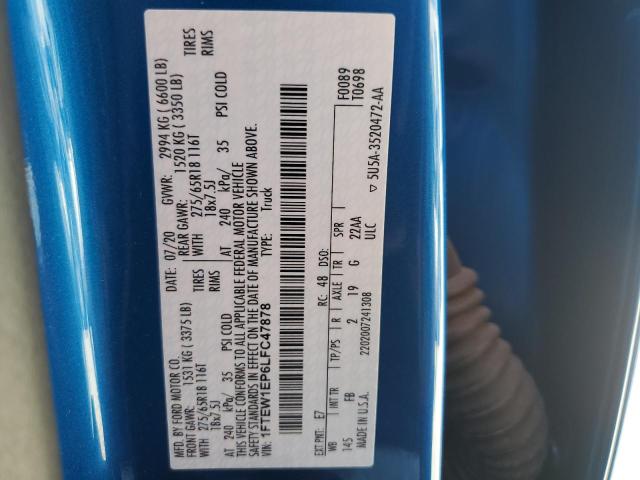 MFD. BY FORD MOTOR CO.
DATE: 07/20 GVWR: 2994 KG ( 6600 LB)
FRONT GAWR: 1531 KG ( 3375 LB) REAR GAWR: 1520 KG ( 3350 LB)
275/65R18 116T TIRES WITH 275/65R18 116T TIRES
18x7.5J RIMS 18x7.5J RIMS
AT 240 kPa/ 35 PSI COLD AT 240 kPa/ 35 PSI COLD
THIS VEHICLE CONFORMS TO ALL APPLICABLE FEDERAL MOTOR VEHICLE
SAFETY STANDARDS IN EFFECT ON THE DATE OF MANUFACTURE SHOWN ABOVE.
VIN: 1FTEW1EP6LFC47878 TYPE: Truck
F0089
T0698
EXT PNT: E7 RC: 48 DSO:
WB INT TR TP/PS R AXLE TR SPR
145 FB 2 19 G 22AA
ULC
MADE IN U.S.A. 2202007241308 ▽ 5U5A-3520472-AA